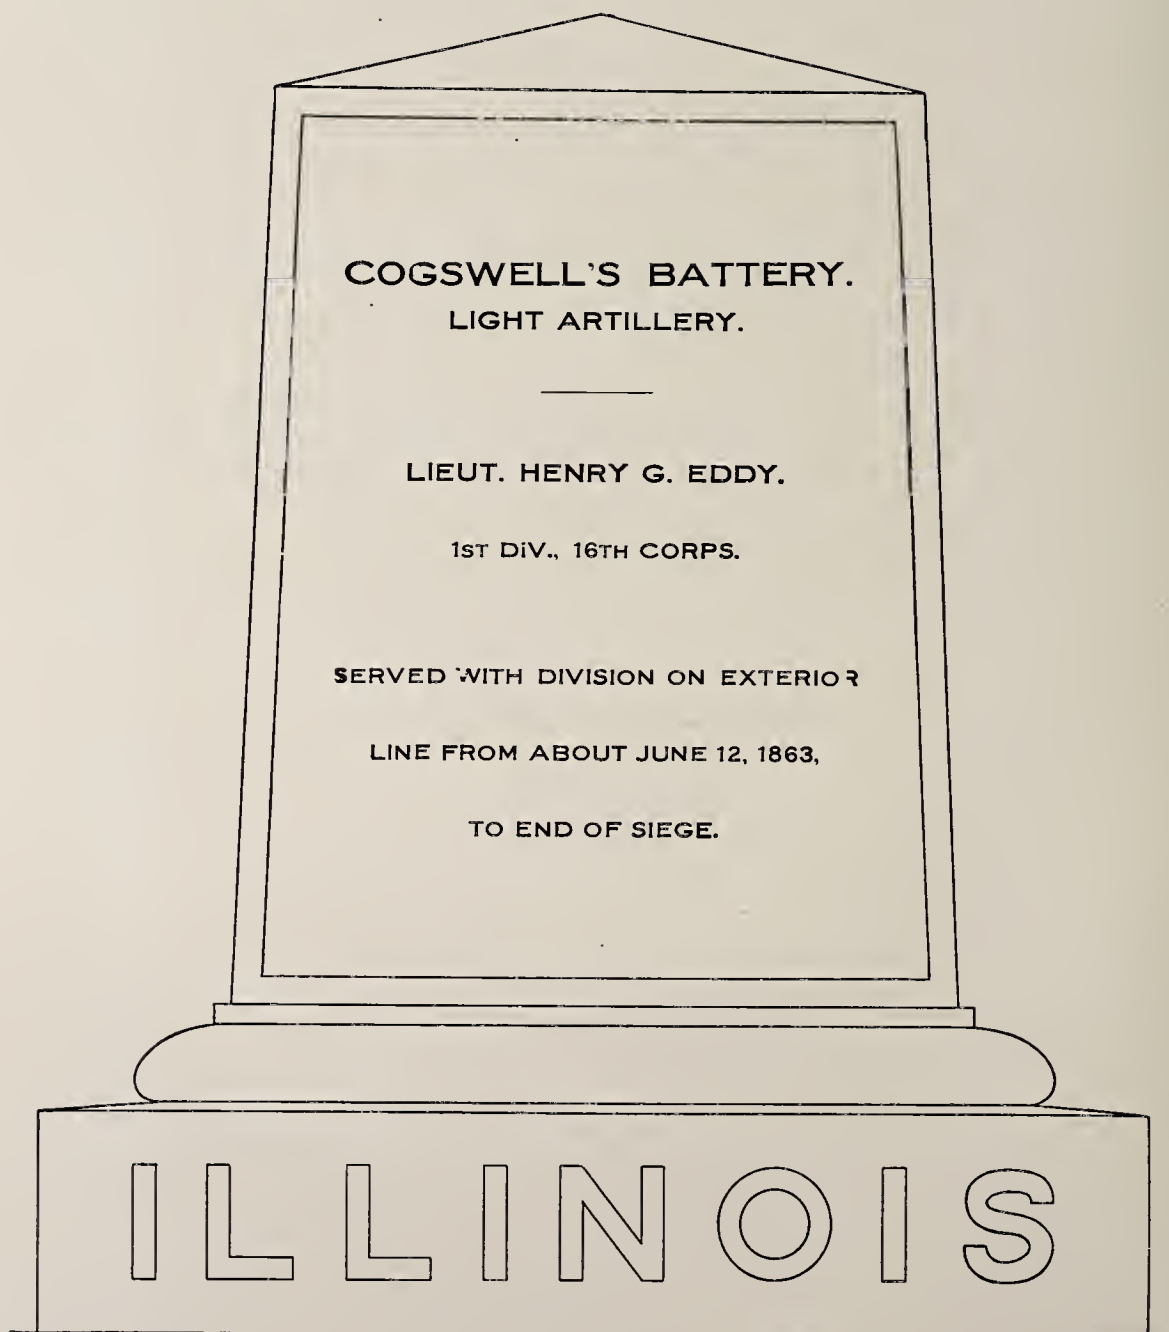 COGSWELL'S BATTERY.
LIGHT ARTILLERY.
LIEUT. HENRY G. EDDY.
1ST DIV., 16TH CORPS.
SERVED WITH DIVISION ON EXTERIOR
LINE FROM ABOUT JUNE 12, 1863,
TO END OF SIEGE.
ILLINOIS